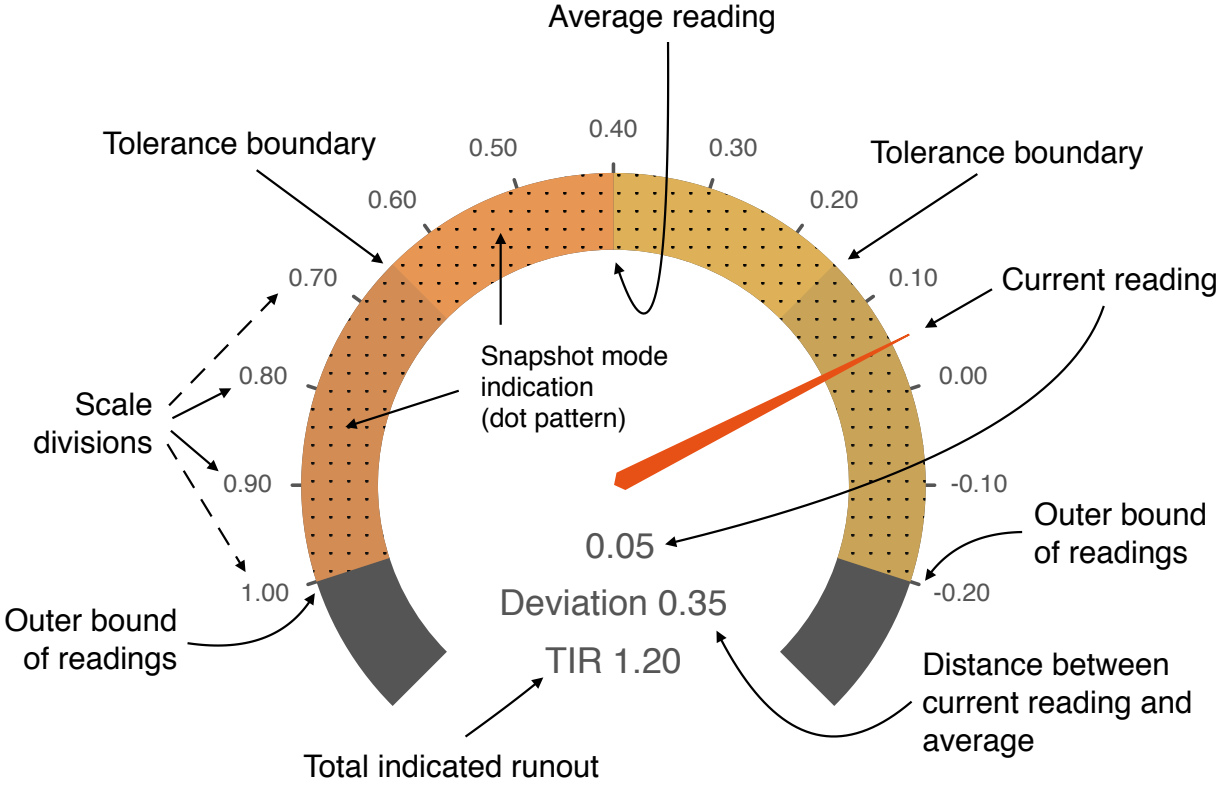 Average reading
0.40
Tolerance boundary
0.50
0.30
Tolerance boundary
0.60
0.20
0.70
0.10
Current reading
Snapshot mode
indication
(dot pattern)
0.80
0.00
Scale
divisions
0.90
-0.10
Outer bound
of readings
0.05
1.00
-0.20
Deviation 0.35
Outer bound
of readings
TIR 1.20
Distance between
current reading and
average
Total indicated runout